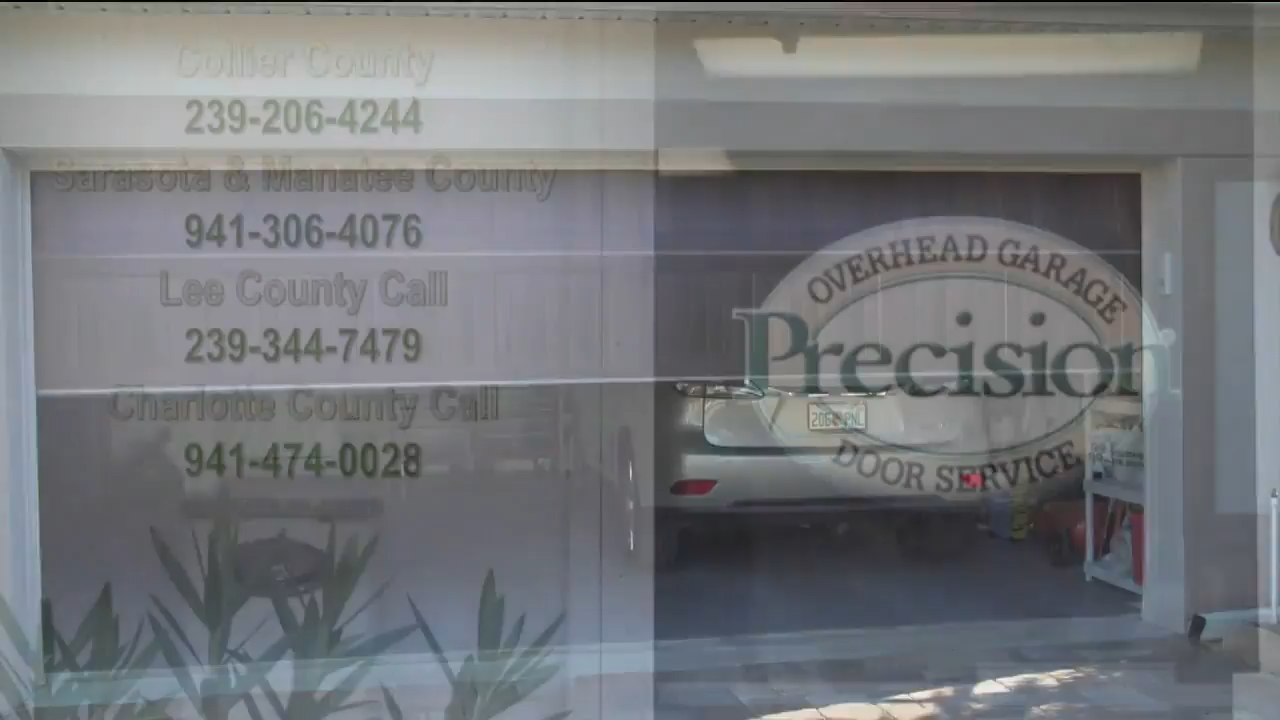 Collier County
239-206-4244
Sarasota & Manatee County
941-306-4076
Lee County Call
239-344-7479
Charlotte County Call
941-474-0028
OVERHEAD GARAGE
Precision
DOOR SERVICE